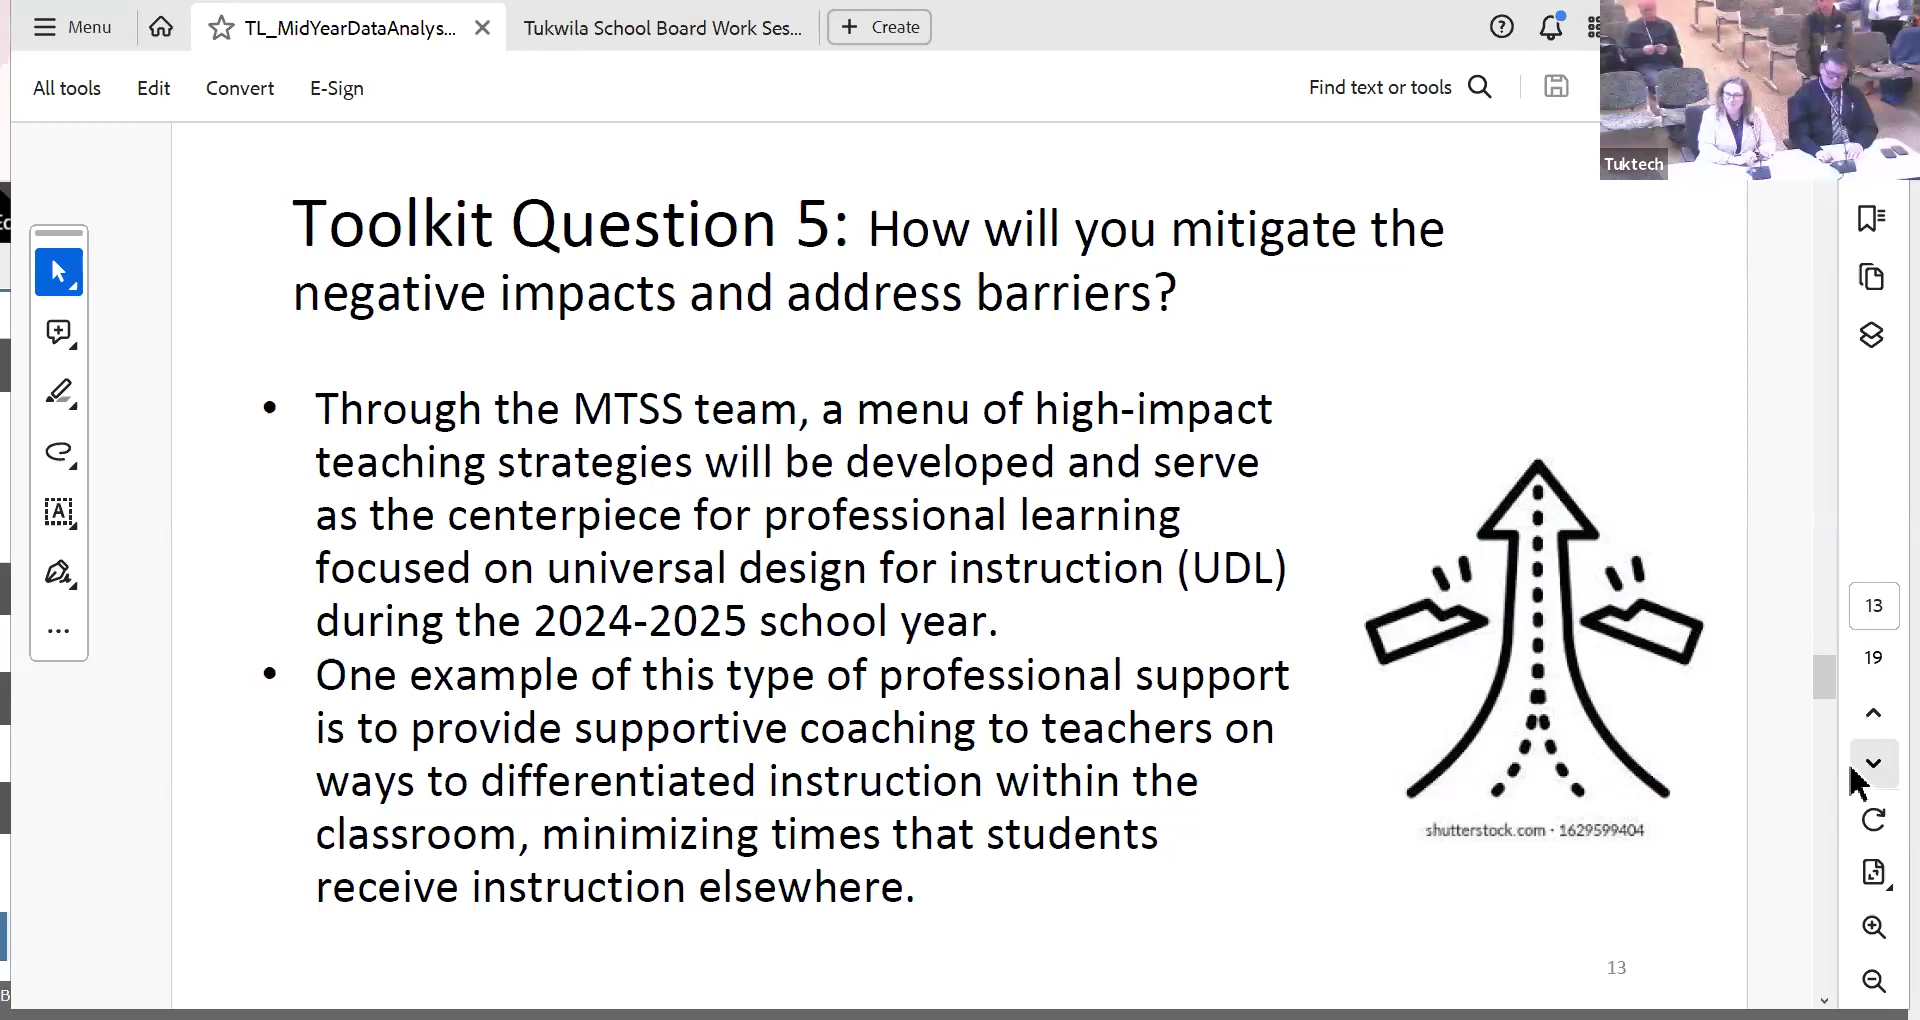 Menu
TL_MidYearDataAnalys...
Tukwila School Board Work Ses...
Create
All tools
Edit
Convert
E-Sign
Find text or tools
Tuktech
Toolkit Question 5: How will you mitigate the
negative impacts and address barriers?
• Through the MTSS team, a menu of high-impact
teaching strategies will be developed and serve
as the centerpiece for professional learning
focused on universal design for instruction (UDL)
during the 2024-2025 school year.
• One example of this type of professional support
is to provide supportive coaching to teachers on
ways to differentiated instruction within the
classroom, minimizing times that students
receive instruction elsewhere.
shutterstock.com · 1629599404
13
13
19